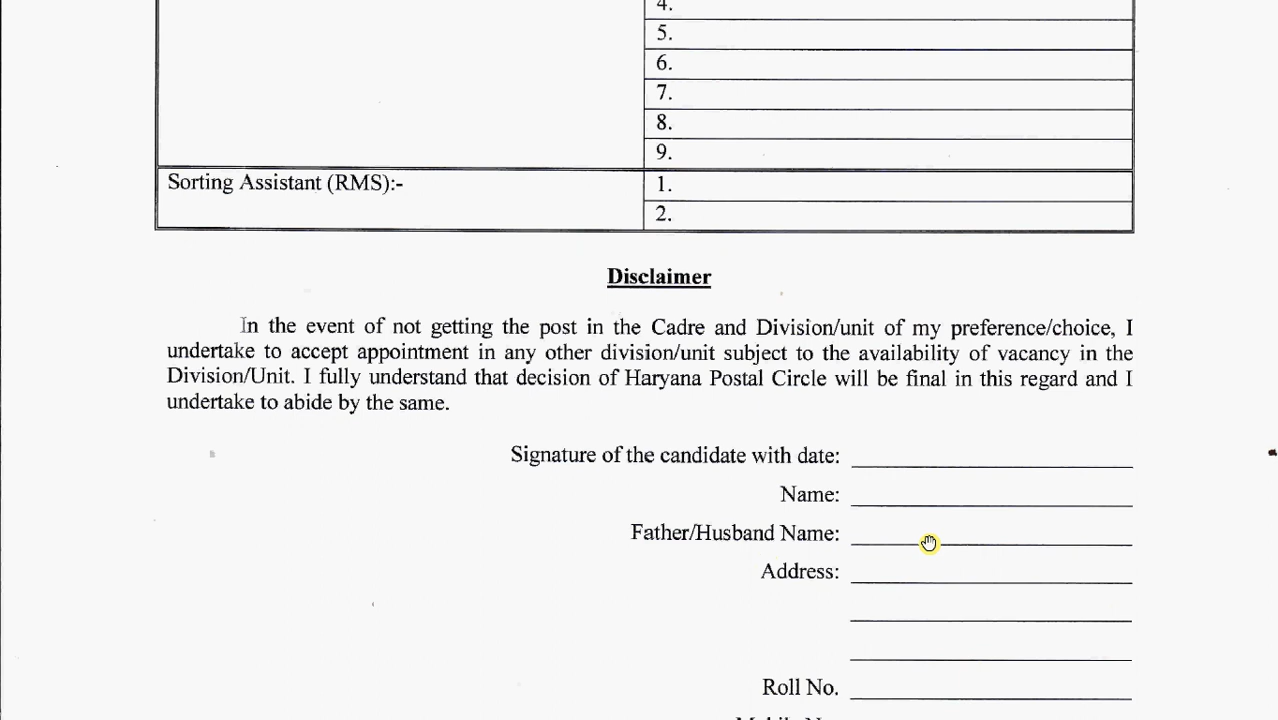 4.
5.
6.
7.
8.
9.
Sorting Assistant (RMS):-
1.
2.
Disclaimer
In the event of not getting the post in the Cadre and Division/unit of my preference/choice, I
undertake to accept appointment in any other division/unit subject to the availability of vacancy in the
Division/Unit. I fully understand that decision of Haryana Postal Circle will be final in this regard and I
undertake to abide by the same.
Signature of the candidate with date:
Name:
Father/Husband Name:
Address:
Roll No.